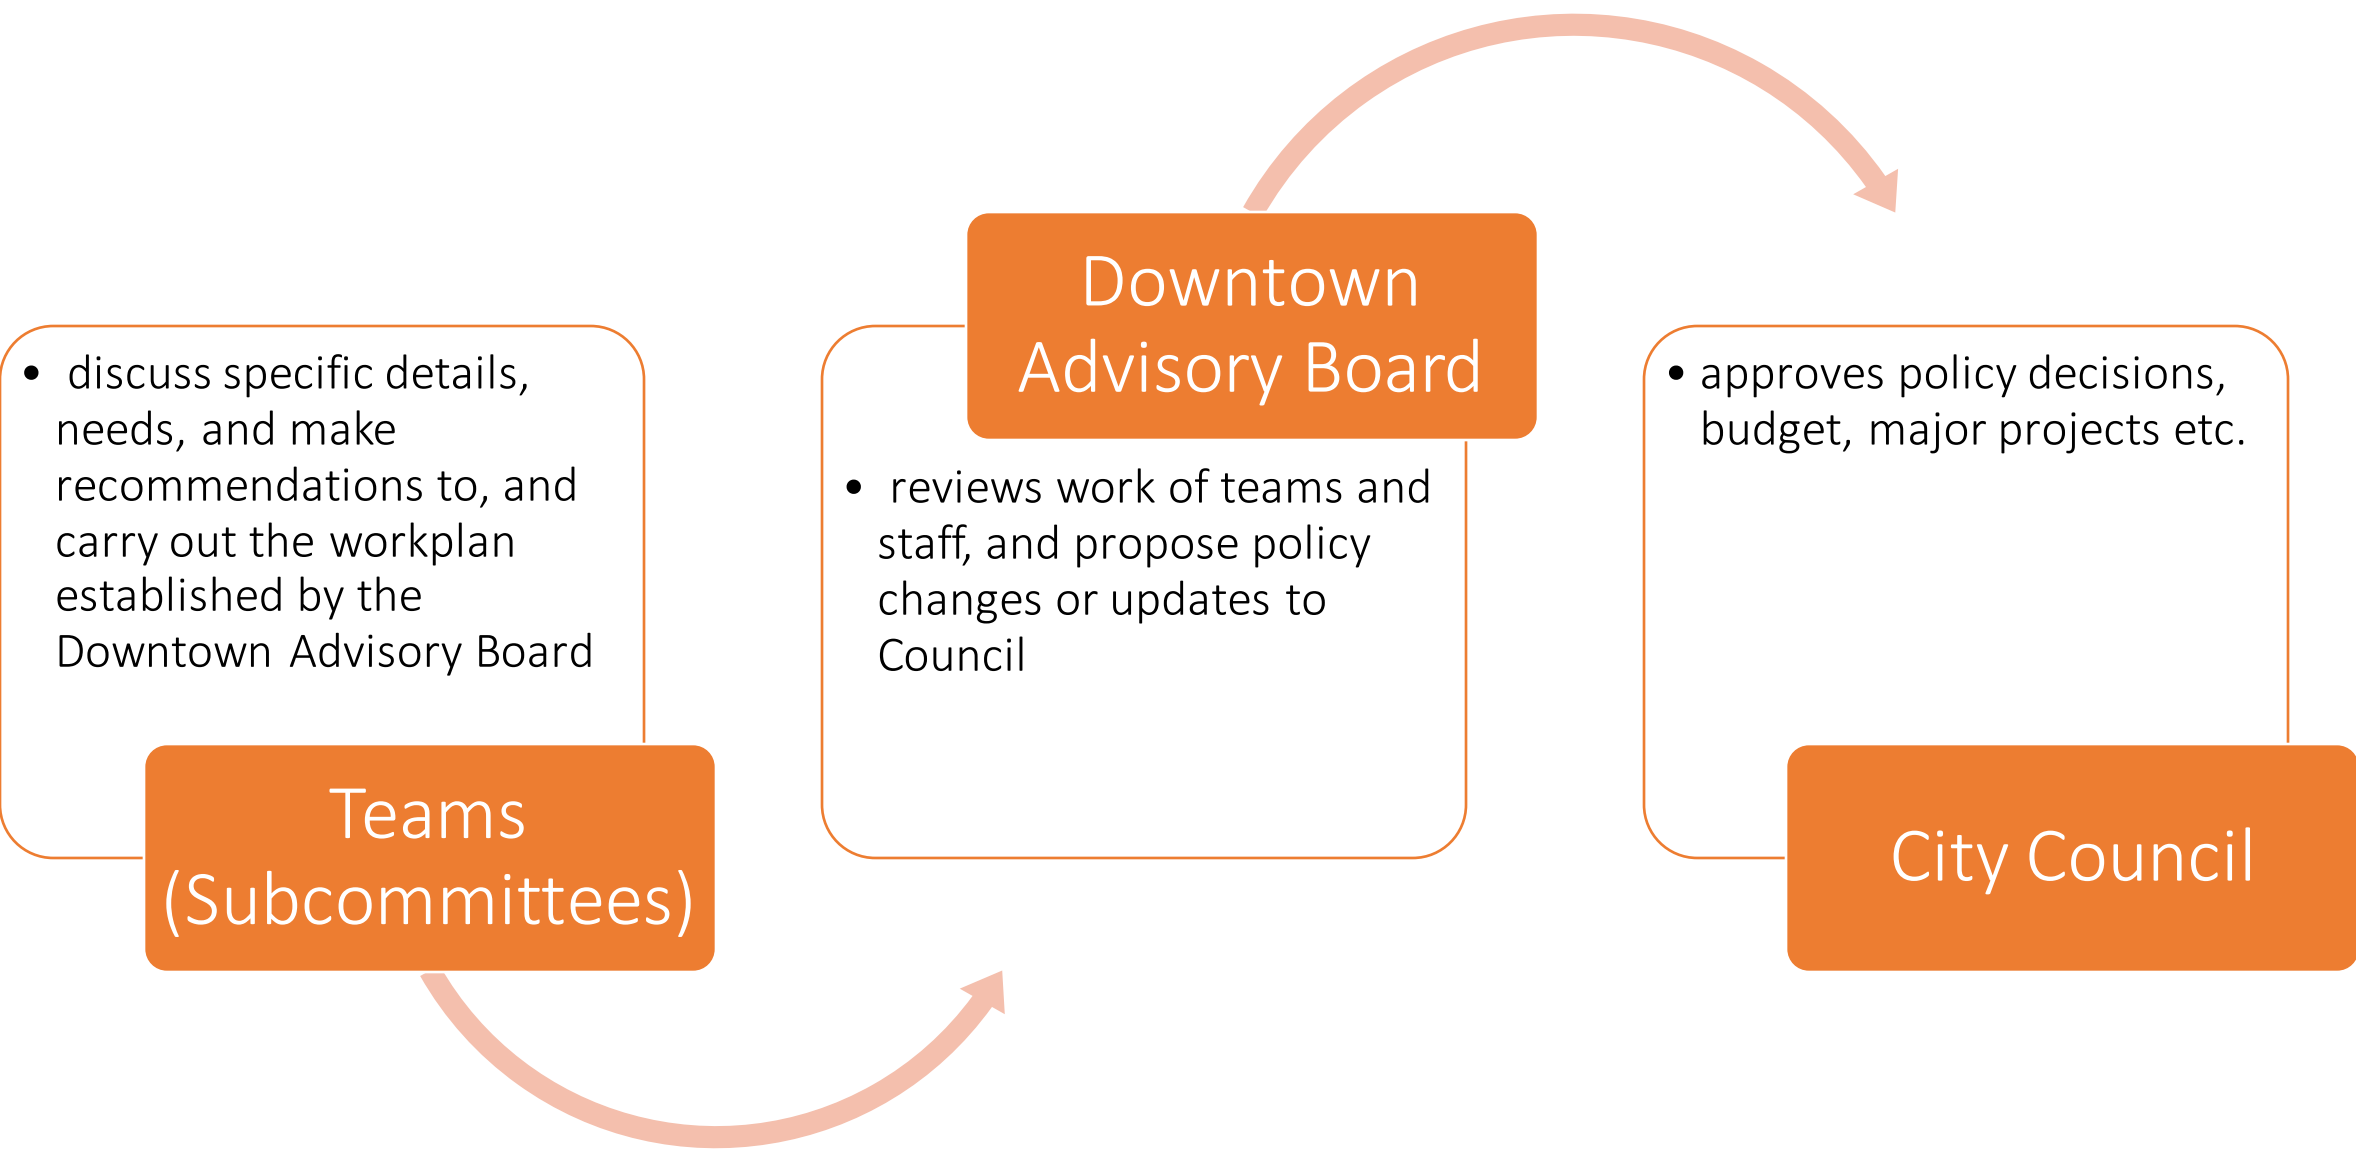 • discuss specific details,
needs, and make
recommendations to, and
carry out the workplan
established by the
Downtown Advisory Board
Teams
(Subcommittees)
Downtown
Advisory Board
• reviews work of teams and
staff, and propose policy
changes or updates to
Council
• approves policy decisions,
budget, major projects etc.
City Council